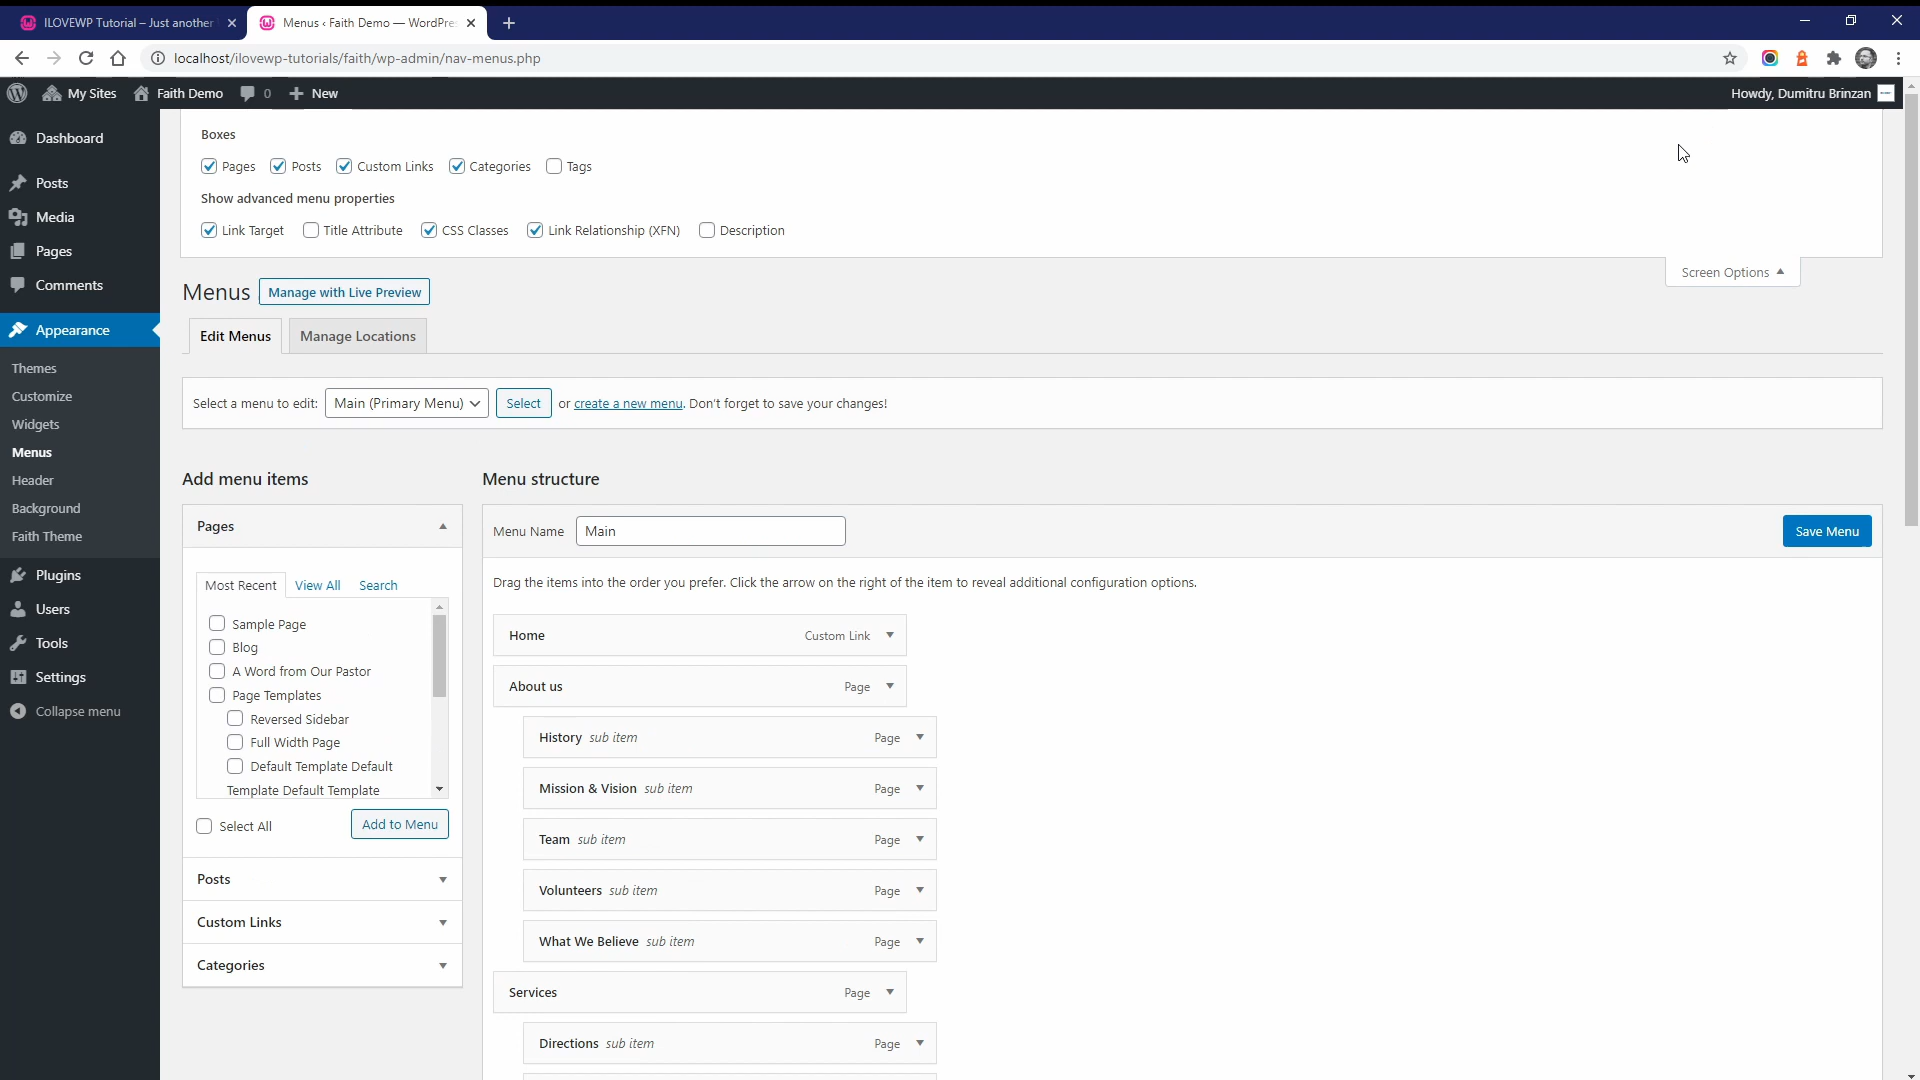 ILOVEWP Tutorial – Just another
Menus ‹ Faith Demo — WordPre
localhost/ilovewp-tutorials/faith/wp-admin/nav-menus.php
My Sites
Faith Demo
0
New
Howdy, Dumitru Brinzan
Dashboard
Posts
Media
Pages
Comments
Appearance
Themes
Customize
Widgets
Menus
Header
Background
Faith Theme
Plugins
Users
Tools
Settings
Collapse menu
Boxes
Pages Posts Custom Links Categories Tags
Show advanced menu properties
Link Target Title Attribute CSS Classes Link Relationship (XFN) Description
Screen Options
Menus Manage with Live Preview
Edit Menus Manage Locations
Select a menu to edit: Main (Primary Menu) Select or create a new menu. Don't forget to save your changes!
Add menu items
Pages
Most Recent View All Search
Sample Page
Blog
A Word from Our Pastor
Page Templates
Reversed Sidebar
Full Width Page
Default Template Default
Template Default Template
Select All Add to Menu
Posts
Custom Links
Categories
Menu structure
Menu Name Main Save Menu
Drag the items into the order you prefer. Click the arrow on the right of the item to reveal additional configuration options.
Home Custom Link
About us Page
History sub item Page
Mission & Vision sub item Page
Team sub item Page
Volunteers sub item Page
What We Believe sub item Page
Services Page
Directions sub item Page